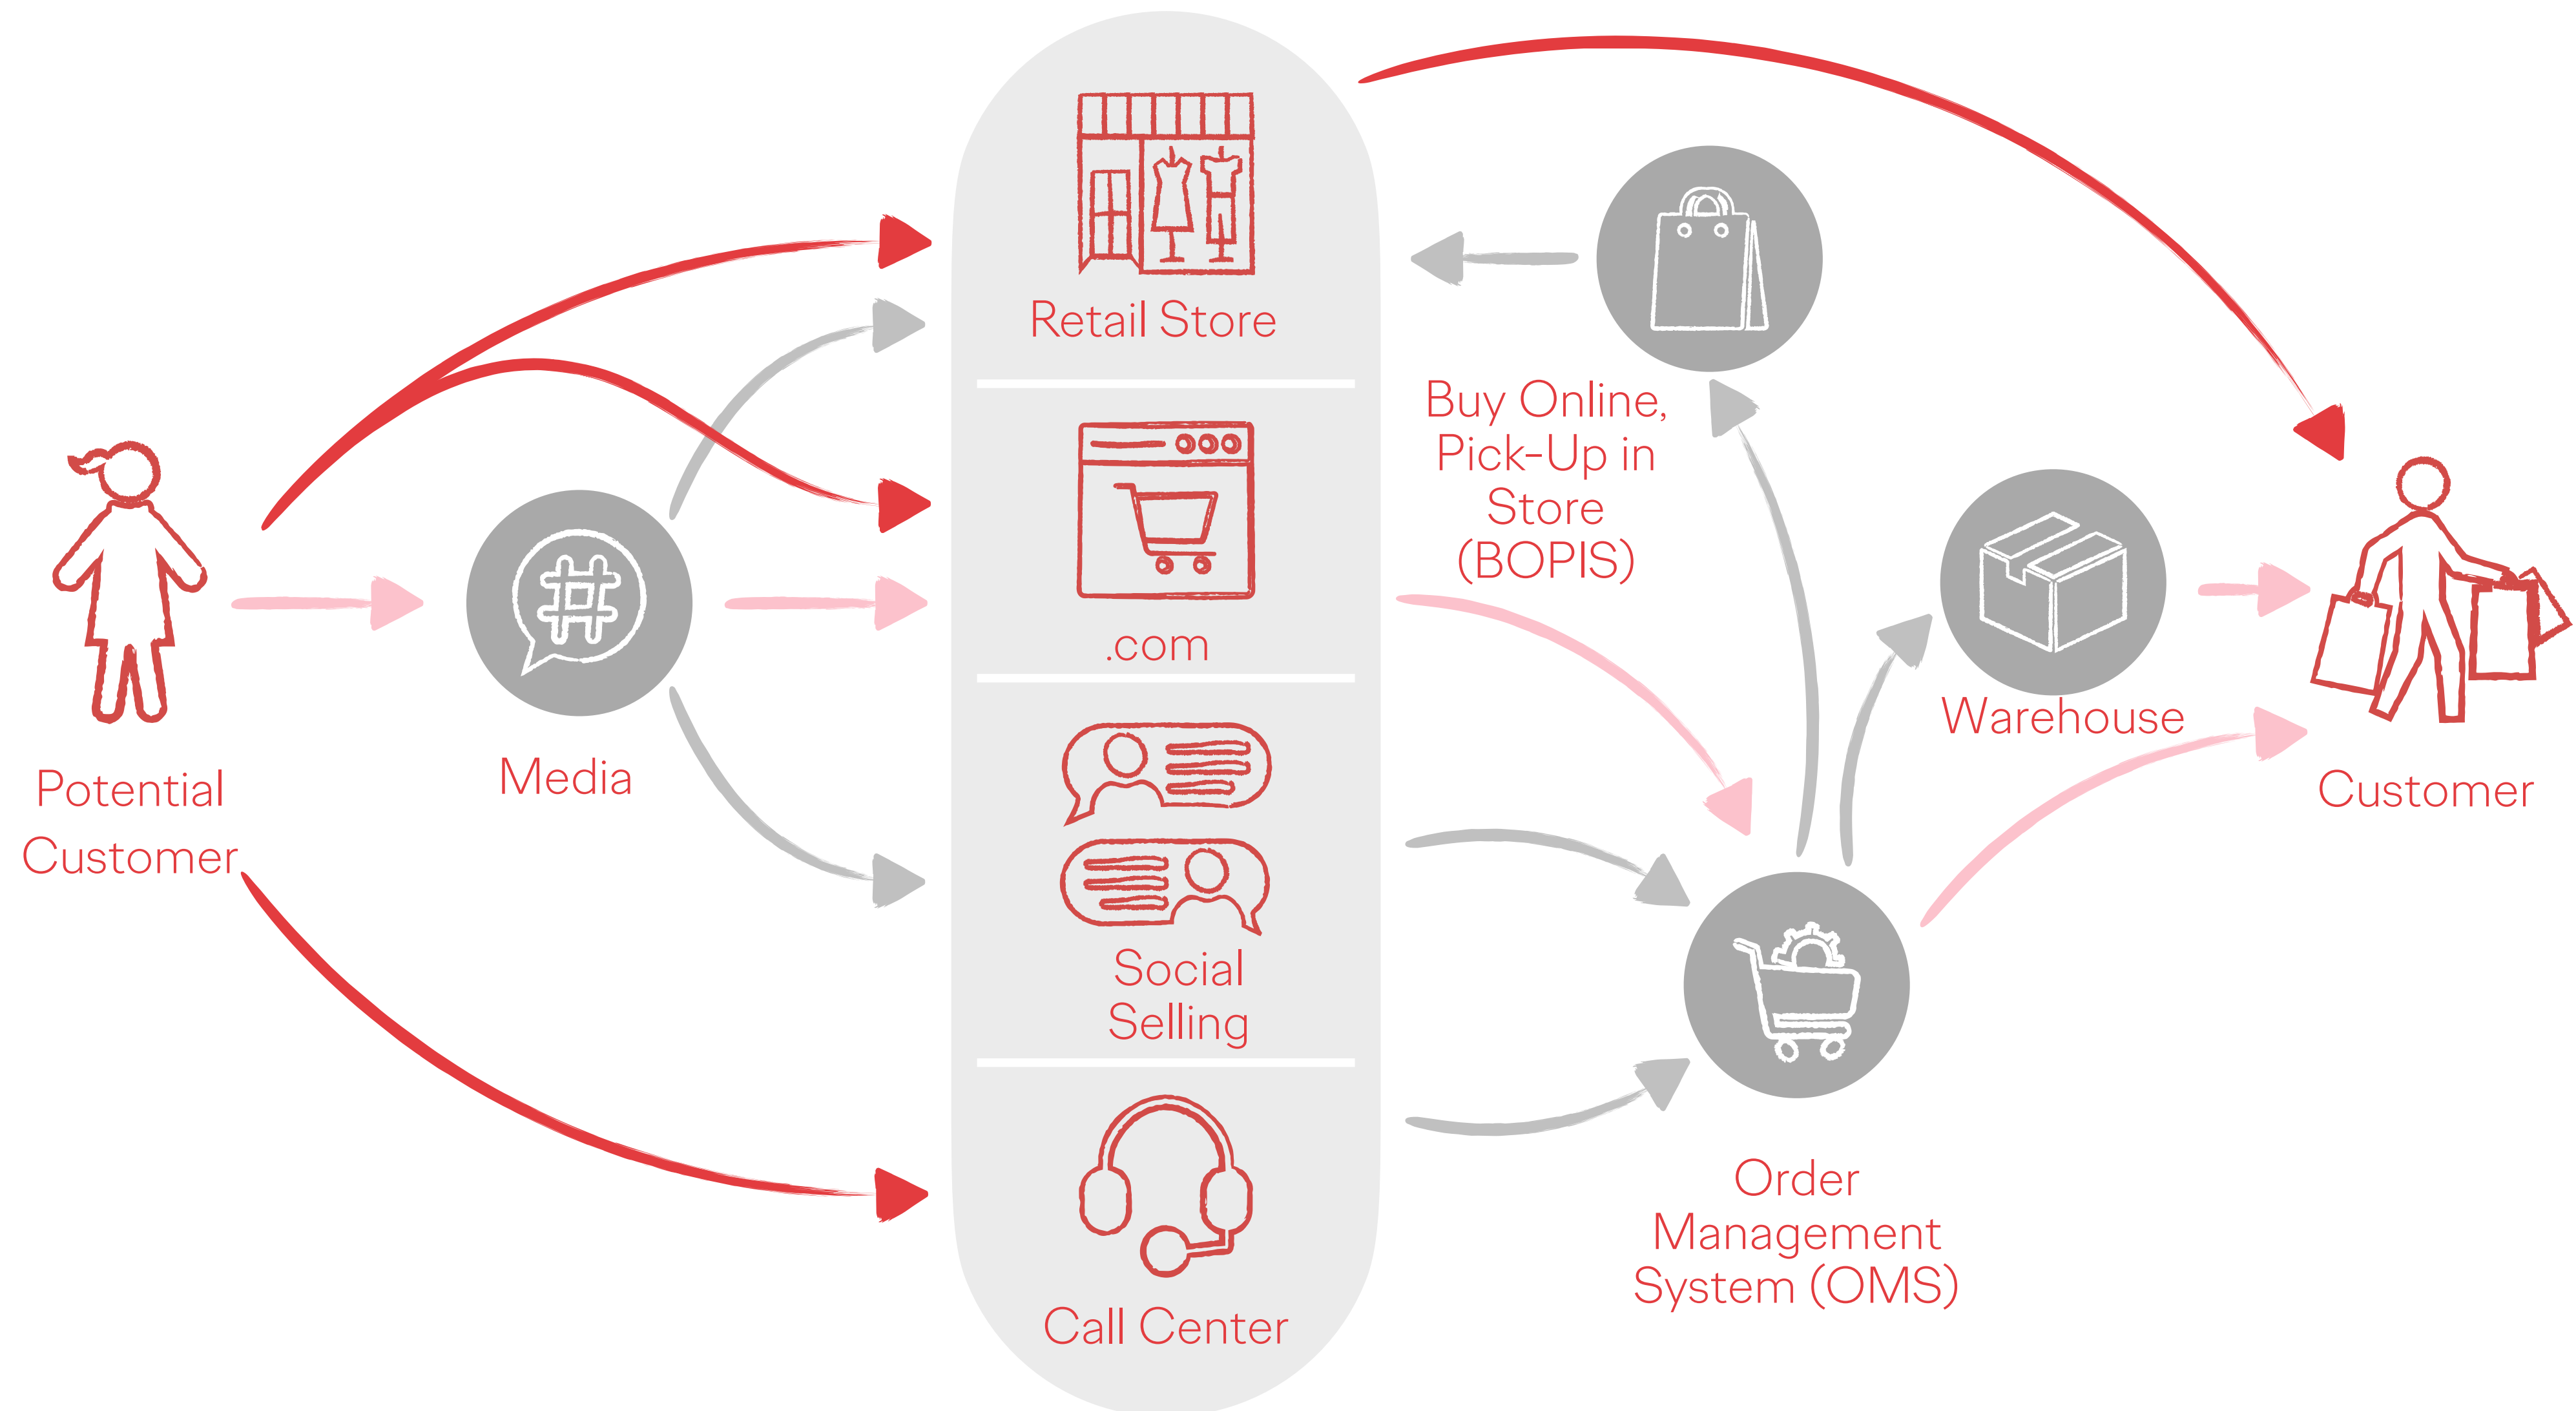 Potential
Customer
Media
Retail Store
.com
Social
Selling
Call Center
Buy Online,
Pick-Up in
Store
(BOPIS)
Order
Management
System (OMS)
Warehouse
Customer